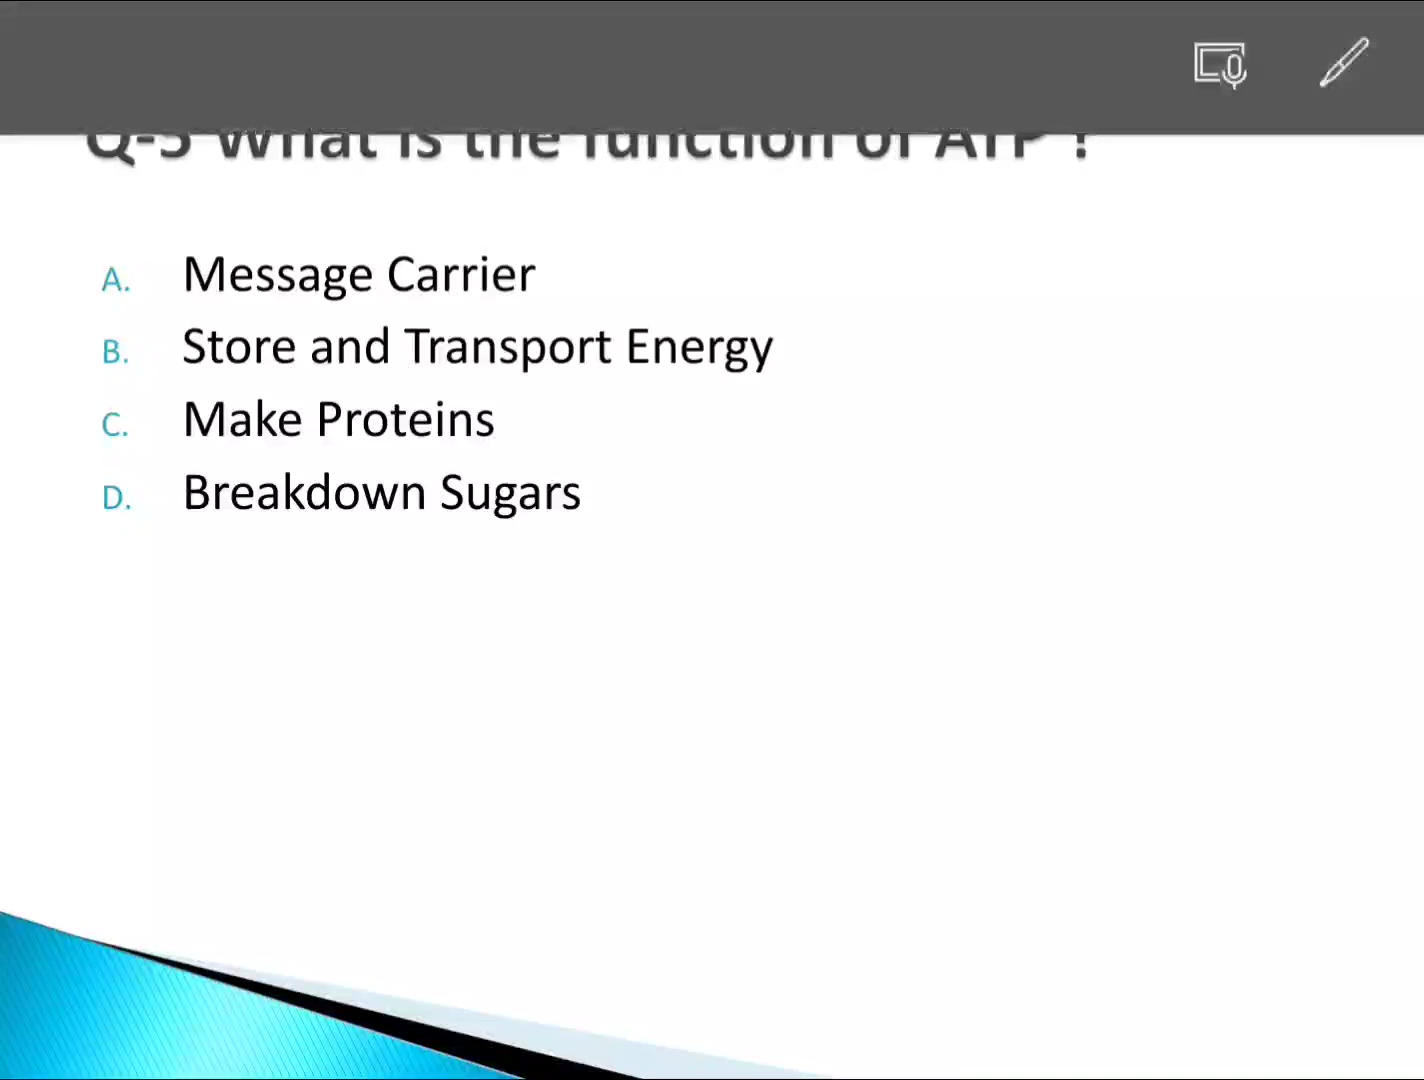 Q-5 What is the function of ATP ?
A. Message Carrier
B. Store and Transport Energy
C. Make Proteins
D. Breakdown Sugars